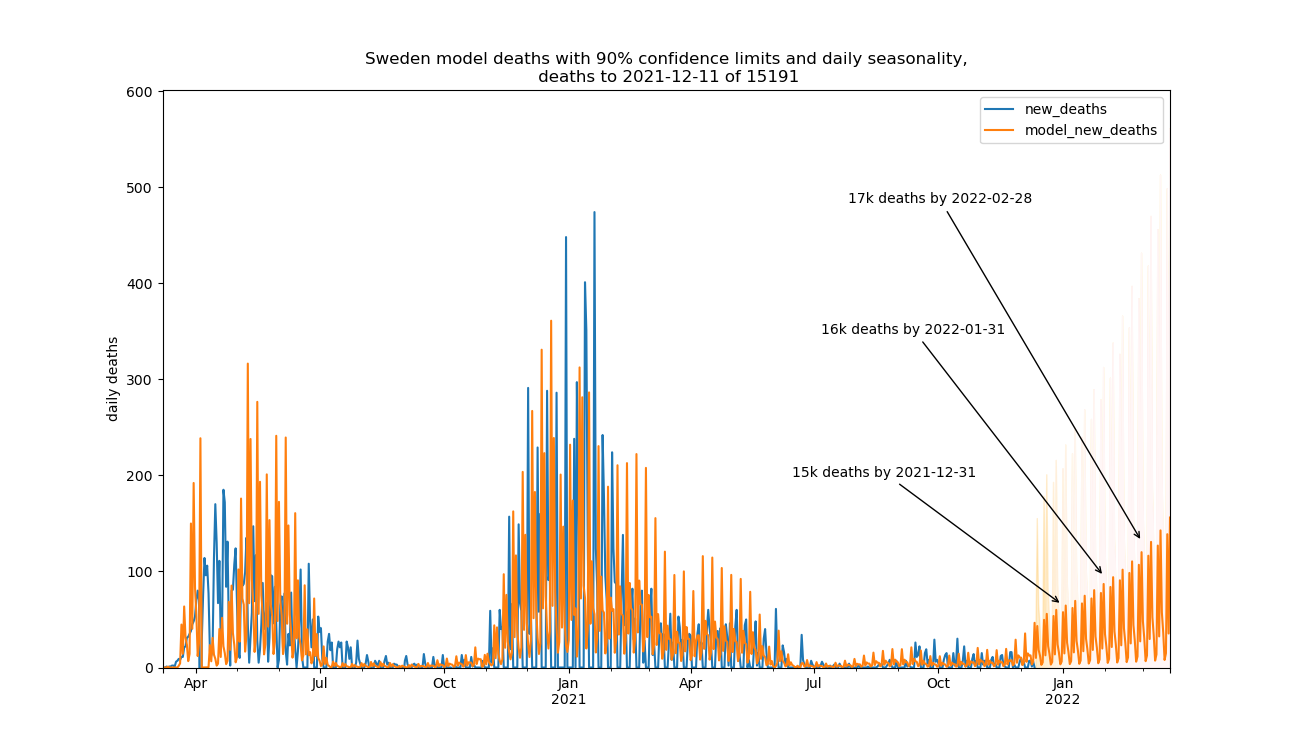 Sweden model deaths with 90% confidence limits and daily seasonality,
deaths to 2021-12-11 of 15191
600
new_deaths
model_new_deaths
500
17k deaths by 2022-02-28
400
16k deaths by 2022-01-31
daily deaths
300
200
15k deaths by 2021-12-31
100
0
Apr
Jul
Oct
Jan
2021
Apr
Jul
Oct
Jan
2022